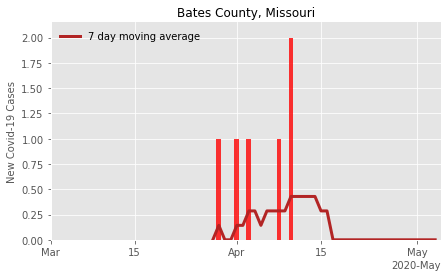 Bates County, Missouri
7 day moving average
New Covid-19 Cases
2.00
1.75
1.50
1.25
1.00
0.75
0.50
0.25
0.00
Mar 15 Apr 15 May
2020-May